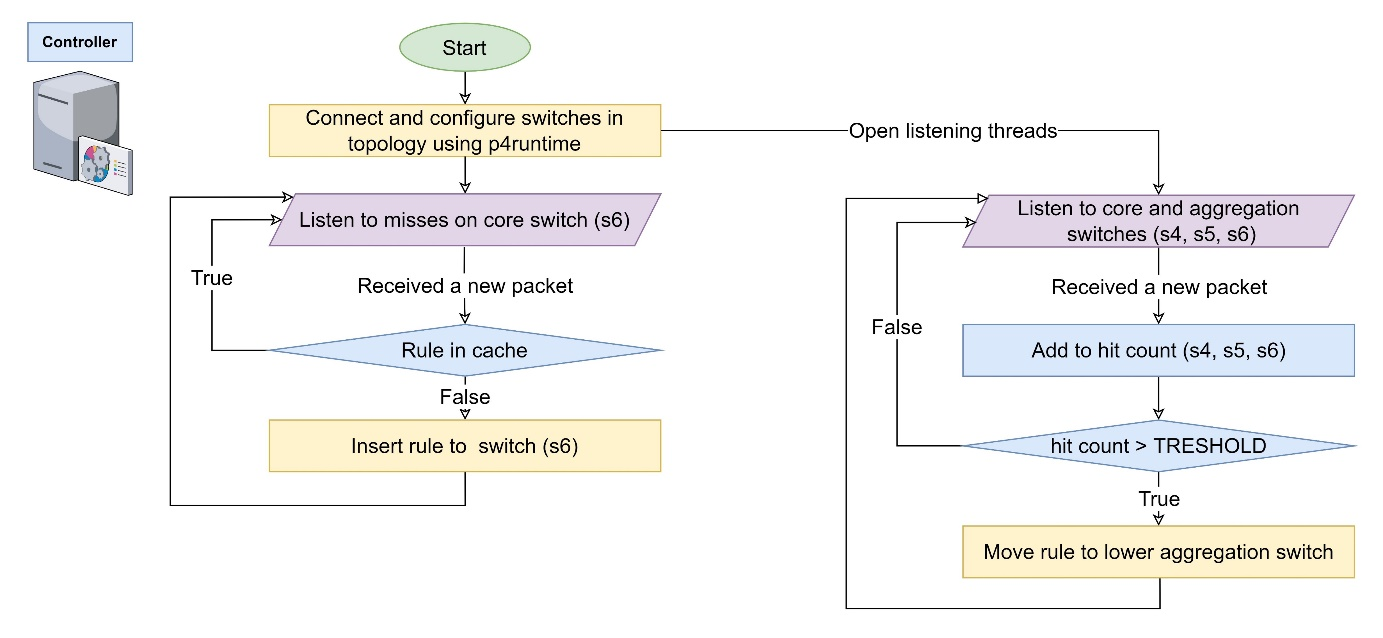 Controller
Start
Connect and configure switches in
topology using p4runtime
Open listening threads
Listen to misses on core switch (s6)
True
Received a new packet
Rule in cache
False
Insert rule to switch (s6)
Listen to core and aggregation
switches (s4, s5, s6)
Received a new packet
False
Add to hit count (s4, s5, s6)
hit count > TRESHOLD
True
Move rule to lower aggregation switch